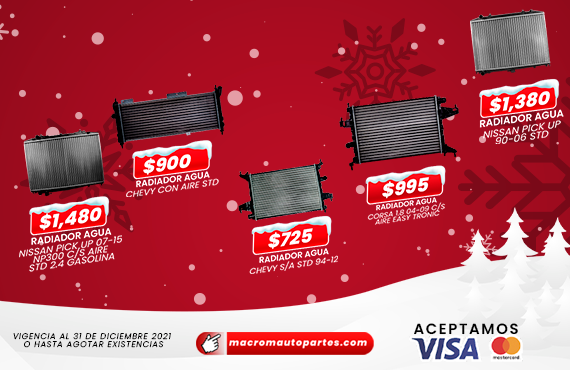 $1,380
RADIADOR AGUA
NISSAN PICK UP
90-06 STD
$900
RADIADOR AGUA
CHEVY CON AIRE STD
$995
RADIADOR AGUA
CORSA 1.8 04-09 C/S
AIRE EASY TRONIC
$1,480
RADIADOR AGUA
NISSAN PICK UP 07-15
NP300 C/S AIRE
STD 2.4 GASOLINA
$725
RADIADOR AGUA
CHEVY S/A STD 94-12
VIGENCIA AL 31 DE DICIEMBRE 2021
O HASTA AGOTAR EXISTENCIAS
macromautopartes.com
ACEPTAMOS
VISA
mastercard